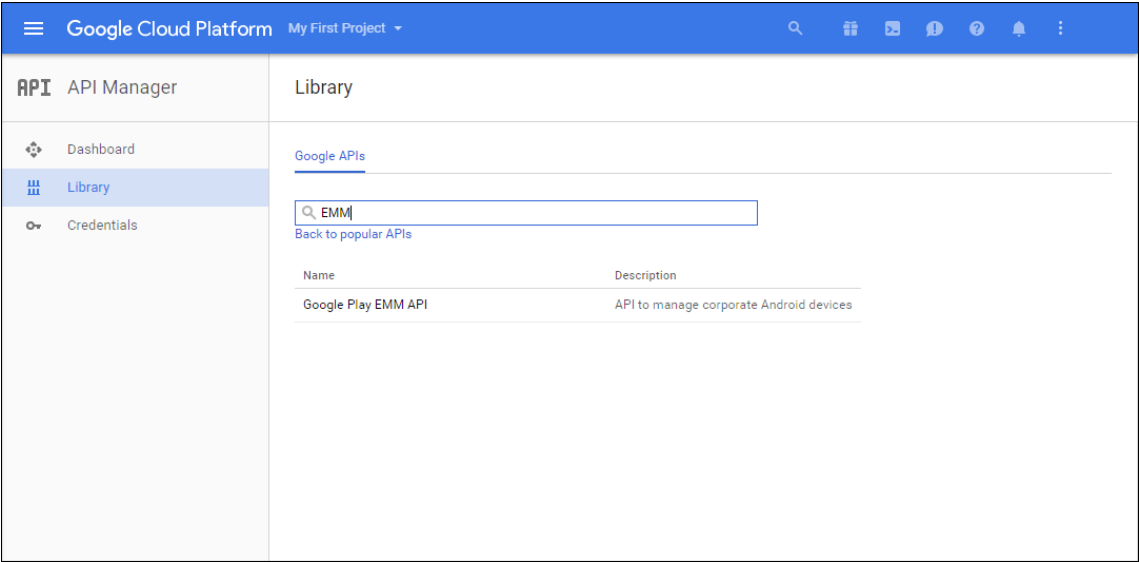 Google Cloud Platform My First Project
API API Manager
Library
Dashboard
Library
Credentials
Google APIs
EMM
Back to popular APIs
Name Description
Google Play EMM API API to manage corporate Android devices